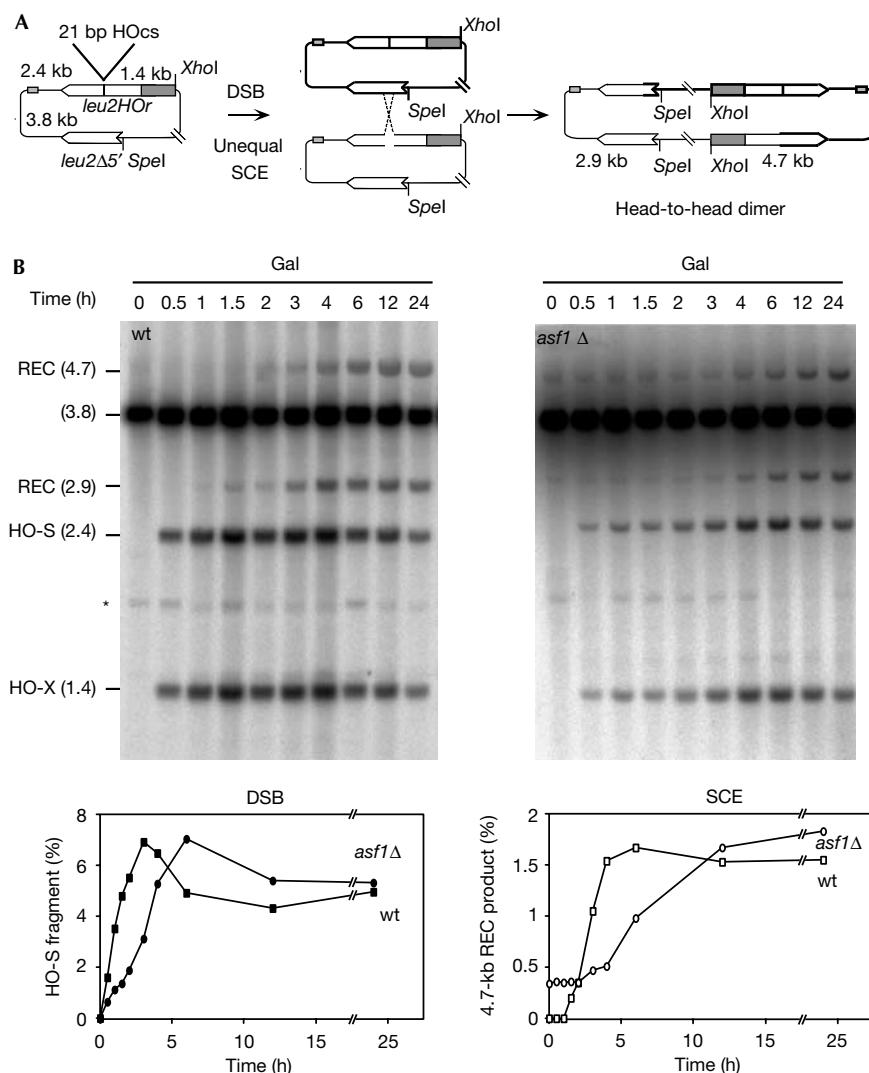 A
21 bp HOcs
2.4 kb
1.4 kb
XhoI
leu2HOr
3.8 kb
leu2Δ5′ SpeI
DSB
Unequal
SCE
SpeI
XhoI
SpeI
SpeI
XhoI
2.9 kb
SpeI
XhoI
4.7 kb
Head-to-head dimer
B
Gal
Time (h) 0 0.5 1 1.5 2 3 4 6 12 24
wt
REC (4.7)
(3.8)
REC (2.9)
HO-S (2.4)
*
HO-X (1.4)
Gal
0 0.5 1 1.5 2 3 4 6 12 24
asf1 Δ
DSB
HO-S fragment (%)
8
6
4
2
0
asf1Δ
wt
0 5 10 15 25
Time (h)
SCE
4.7-kb REC product (%)
2
1.5
1
0.5
0
asf1Δ
wt
0 5 10 15 25
Time (h)